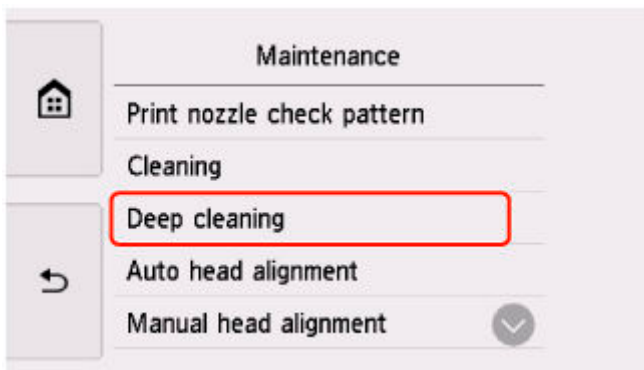 Maintenance
Print nozzle check pattern
Cleaning
Deep cleaning
Auto head alignment
Manual head alignment